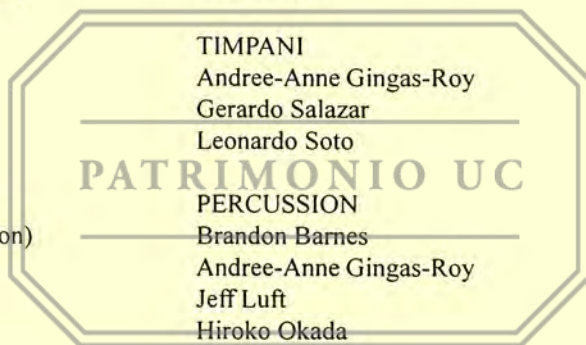 TIMPANI
Andree-Anne Gingas-Roy
Gerardo Salazar
Leonardo Soto
PATRIMONIO UC
PERCUSSION
on)
Brandon Barnes
Andree-Anne Gingas-Roy
Jeff Luft
Hiroko Okada